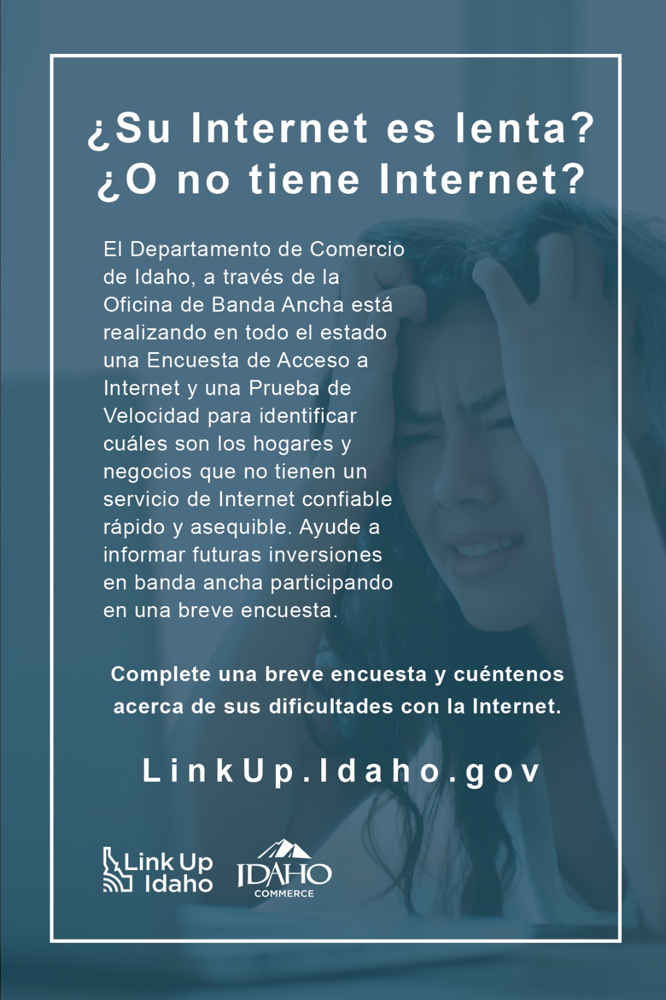 ¿Su Internet es lenta?
¿O no tiene Internet?
El Departamento de Comercio
de Idaho, a través de la
Oficina de Banda Ancha está
realizando en todo el estado
una Encuesta de Acceso a
Internet y una Prueba de
Velocidad para identificar
cuáles son los hogares y
negocios que no tienen un
servicio de Internet confiable
rápido y asequible. Ayude a
informar futuras inversiones
en banda ancha participando
en una breve encuesta.
Complete una breve encuesta y cuéntenos
acerca de sus dificultades con la Internet.
LinkUp.Idaho.gov
Link Up
Idaho
IDAHO
COMMERCE